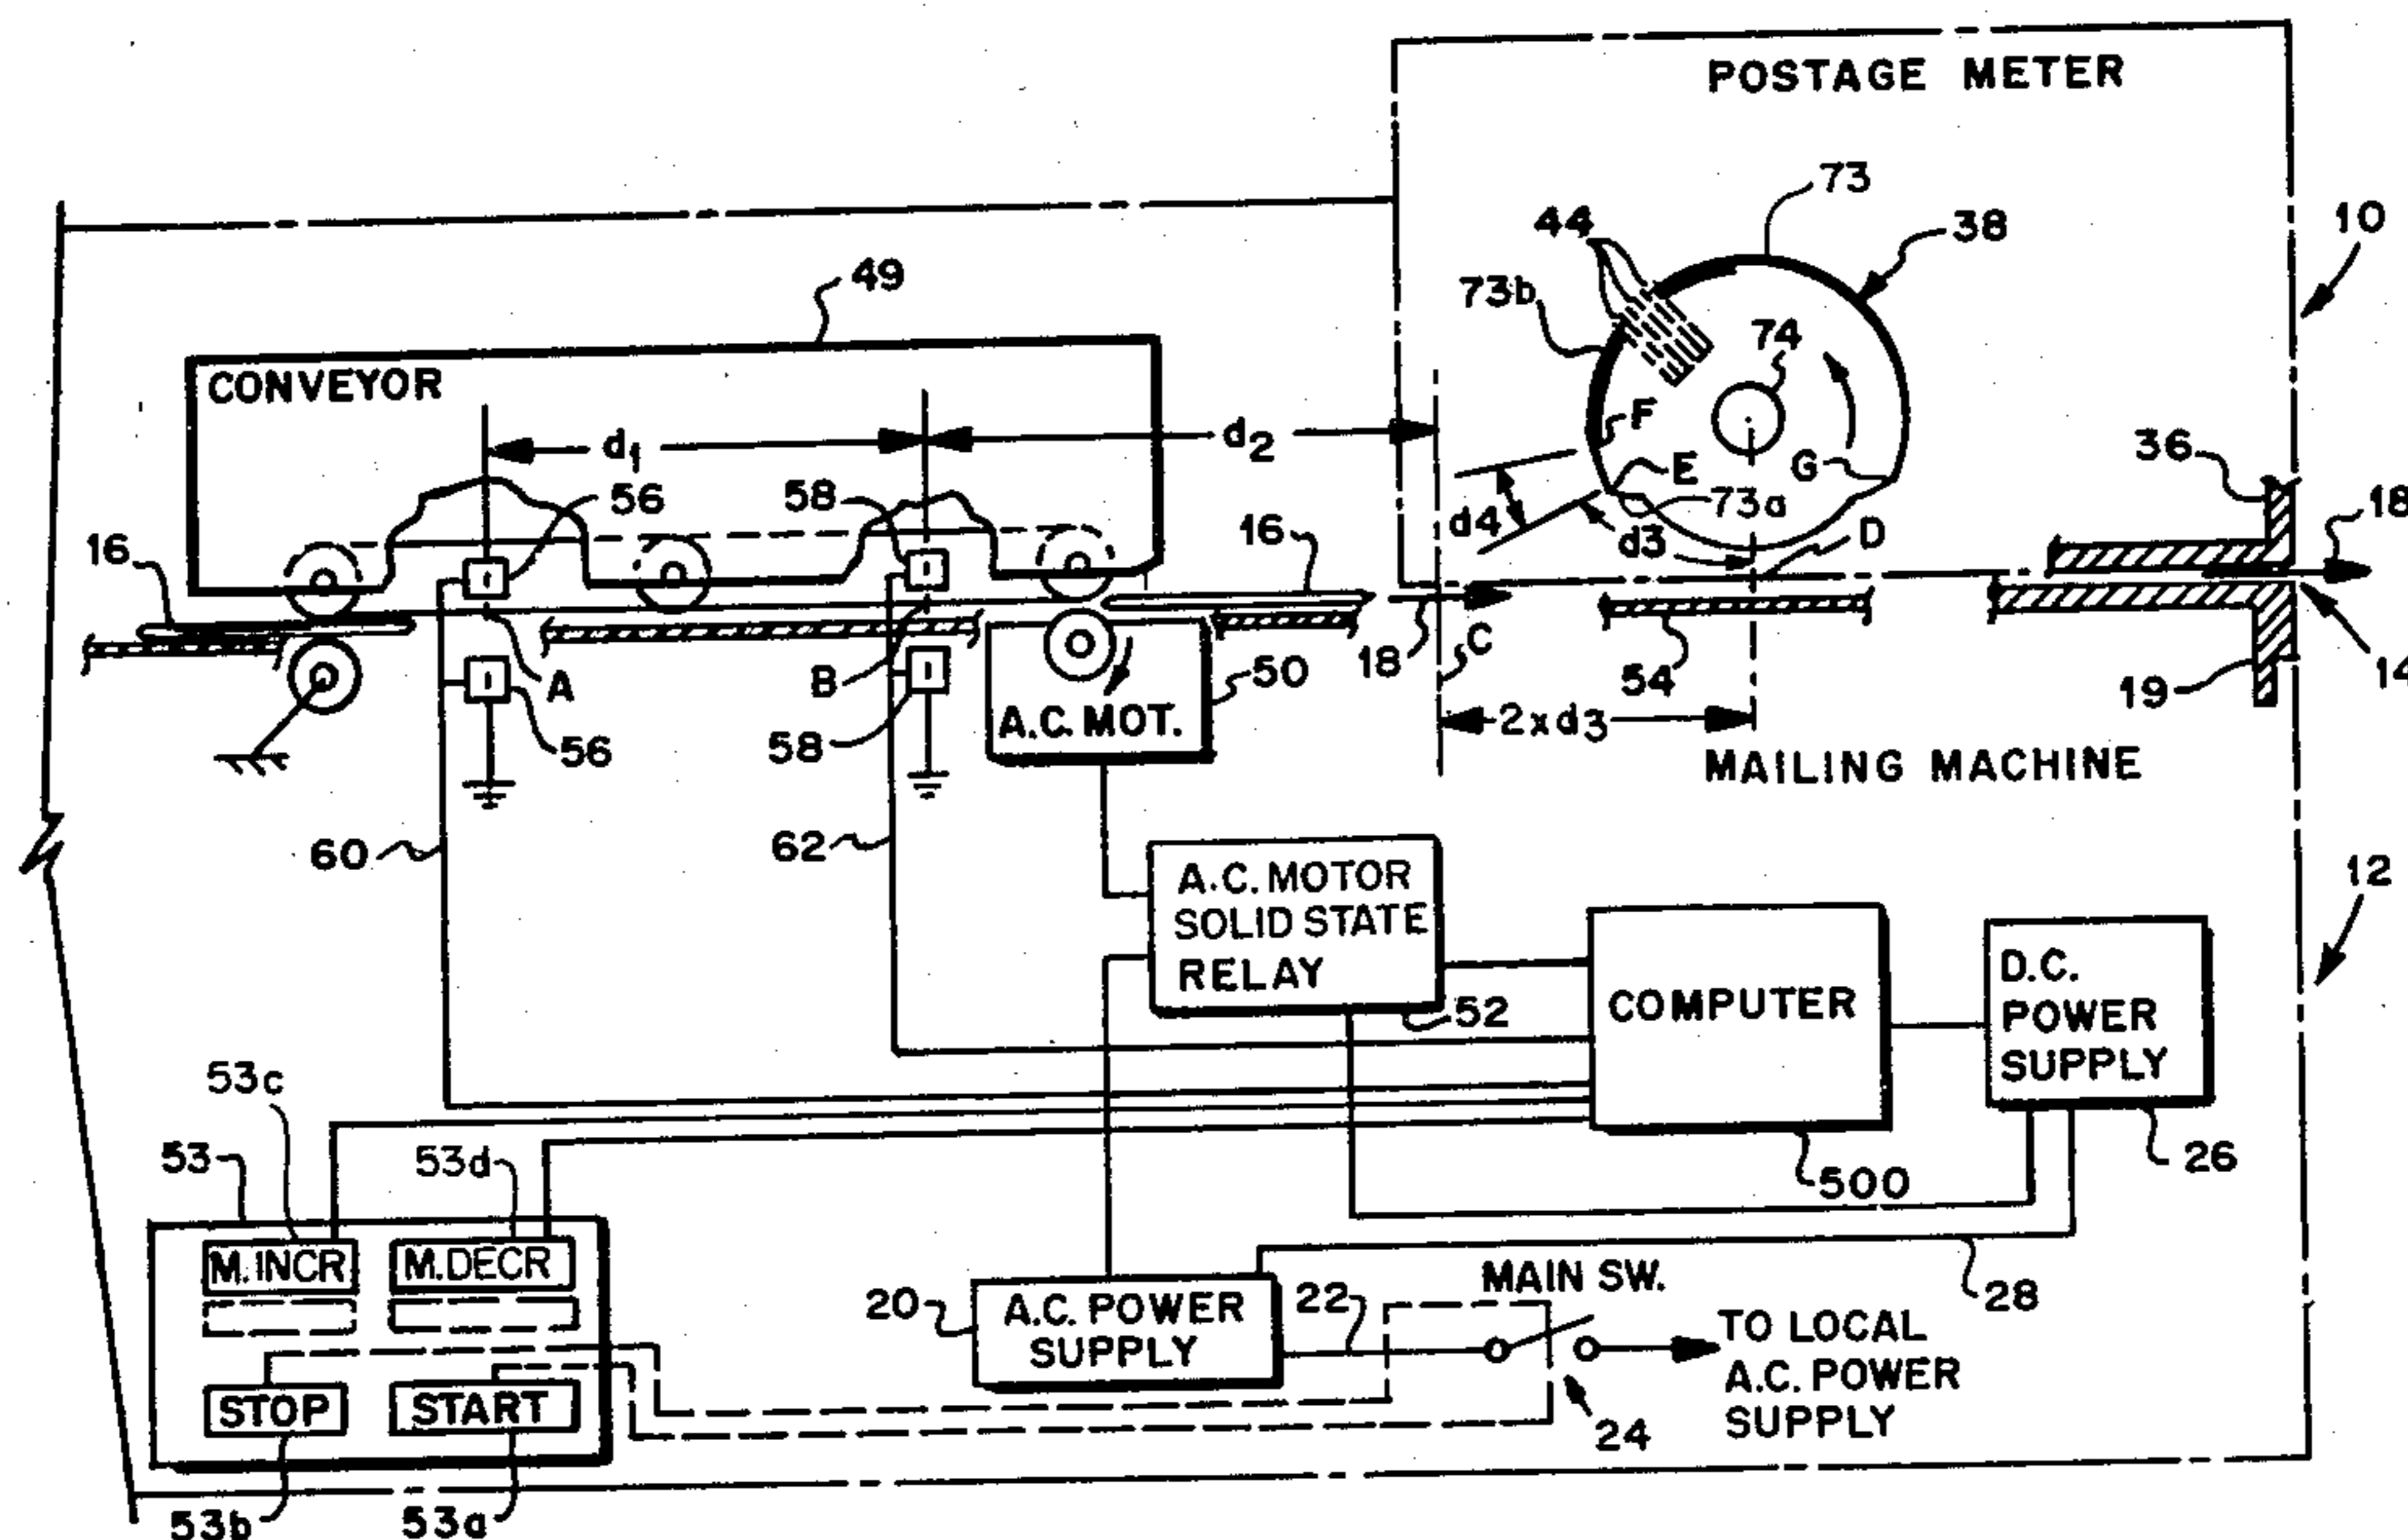 POSTAGE METER
73
44
38
10
49
73b
74
CONVEYOR
F
36
d1
d2
E
G
18
56
58
73a
16
16
d4
d3
D
A
B
50
18
C
54
19
14
56
58
A.C. MOT.
2xd3
MAILING MACHINE
60
62
A.C. MOTOR
SOLID STATE
RELAY
12
COMPUTER
D.C.
POWER
SUPPLY
52
53c
53
53d
500
26
M. INCR
M. DECR
MAIN SW.
28
20
A.C. POWER
SUPPLY
22
TO LOCAL
A.C. POWER
SUPPLY
STOP
START
24
53b
53a